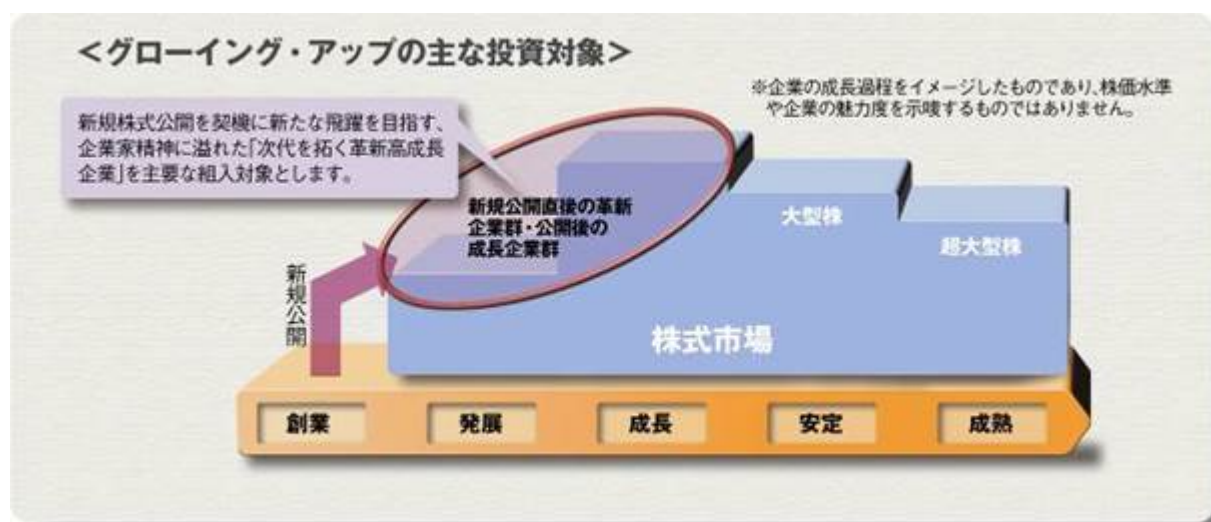 ＜グローイング・アップの主な投資対象＞
※企業の成長過程をイメージしたものであり、株価水準
や企業の魅力度を示唆するものではありません。
新規株式公開を契機に新たな飛躍を目指す、
企業家精神に溢れた「次代を拓く革新高成長
企業」を主要な組入対象とします。
新規公開直後の革新
企業群・公開後の
成長企業群
大型株
超大型株
新規公開
株式市場
創業
発展
成長
安定
成熟